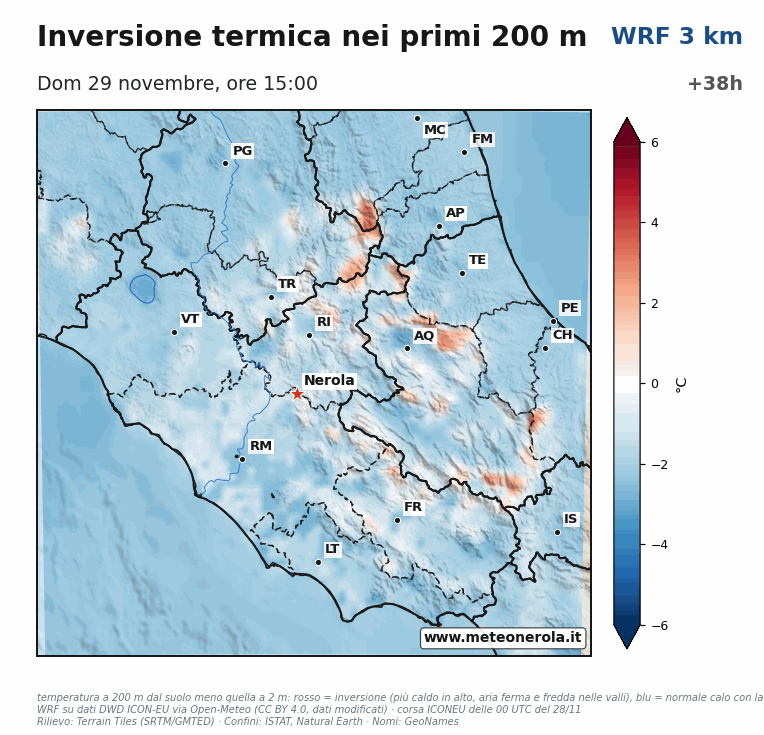 Inversione termica nei primi 200 m
WRF 3 km
Dom 29 novembre, ore 15:00
+38h
MC
FM
PG
AP
TE
TR
PE
VT
RI
AQ
CH
Nerola
RM
FR
IS
LT
6
4
2
0
−2
−4
−6
°C
www.meteonerola.it
temperatura a 200 m dal suolo meno quella a 2 m: rosso = inversione (più caldo in alto, aria ferma e fredda nelle valli), blu = normale calo con la
WRF su dati DWD ICON-EU via Open-Meteo (CC BY 4.0, dati modificati) · corsa ICONEU delle 00 UTC del 28/11
Rilievo: Terrain Tiles (SRTM/GMTED) · Confini: ISTAT, Natural Earth · Nomi: GeoNames